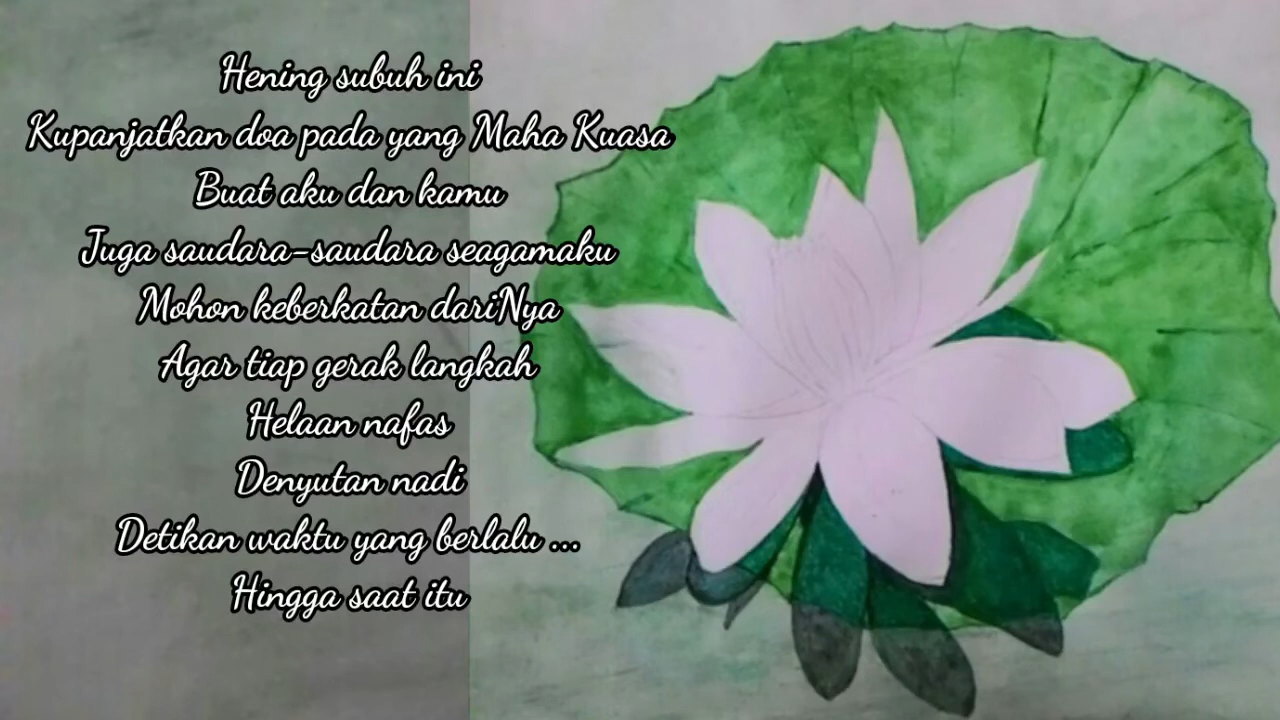 Hening subuh ini
Kupanjatkan doa pada yang Maha Kuasa
Buat aku dan kamu
Juga saudara-saudara seagamaku
Mohon keberkatan dariNya
Agar tiap gerak langkah
Helaan nafas
Denyutan nadi
Detikan waktu yang berlalu ...
Hingga saat itu